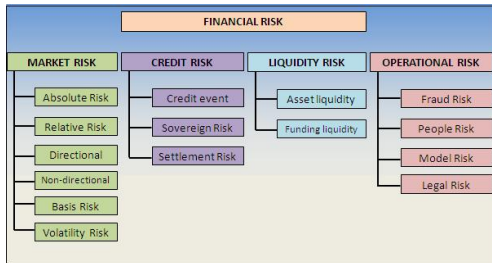 FINANCIAL RISK
MARKET RISK
CREDIT RISK
LIQUIDITY RISK
OPERATIONAL RISK
Absolute Risk
Relative Risk
Directional
Non-directional
Basis Risk
Volatility Risk
Credit event
Sovereign Risk
Settlement Risk
Asset liquidity
Funding liquidity
Fraud Risk
People Risk
Model Risk
Legal Risk